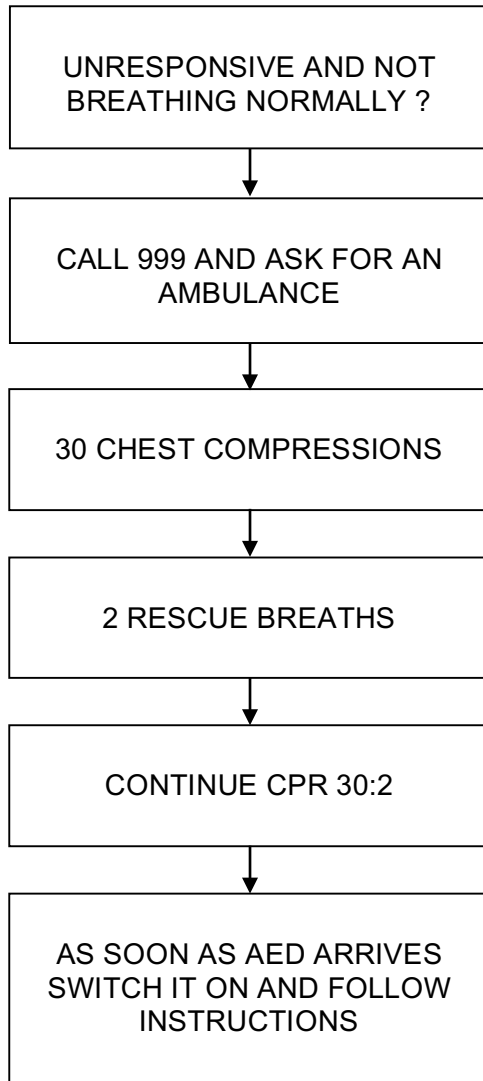 UNRESPONSIVE AND NOT
BREATHING NORMALLY ?
CALL 999 AND ASK FOR AN
AMBULANCE
30 CHEST COMPRESSIONS
2 RESCUE BREATHS
CONTINUE CPR 30:2
AS SOON AS AED ARRIVES
SWITCH IT ON AND FOLLOW
INSTRUCTIONS